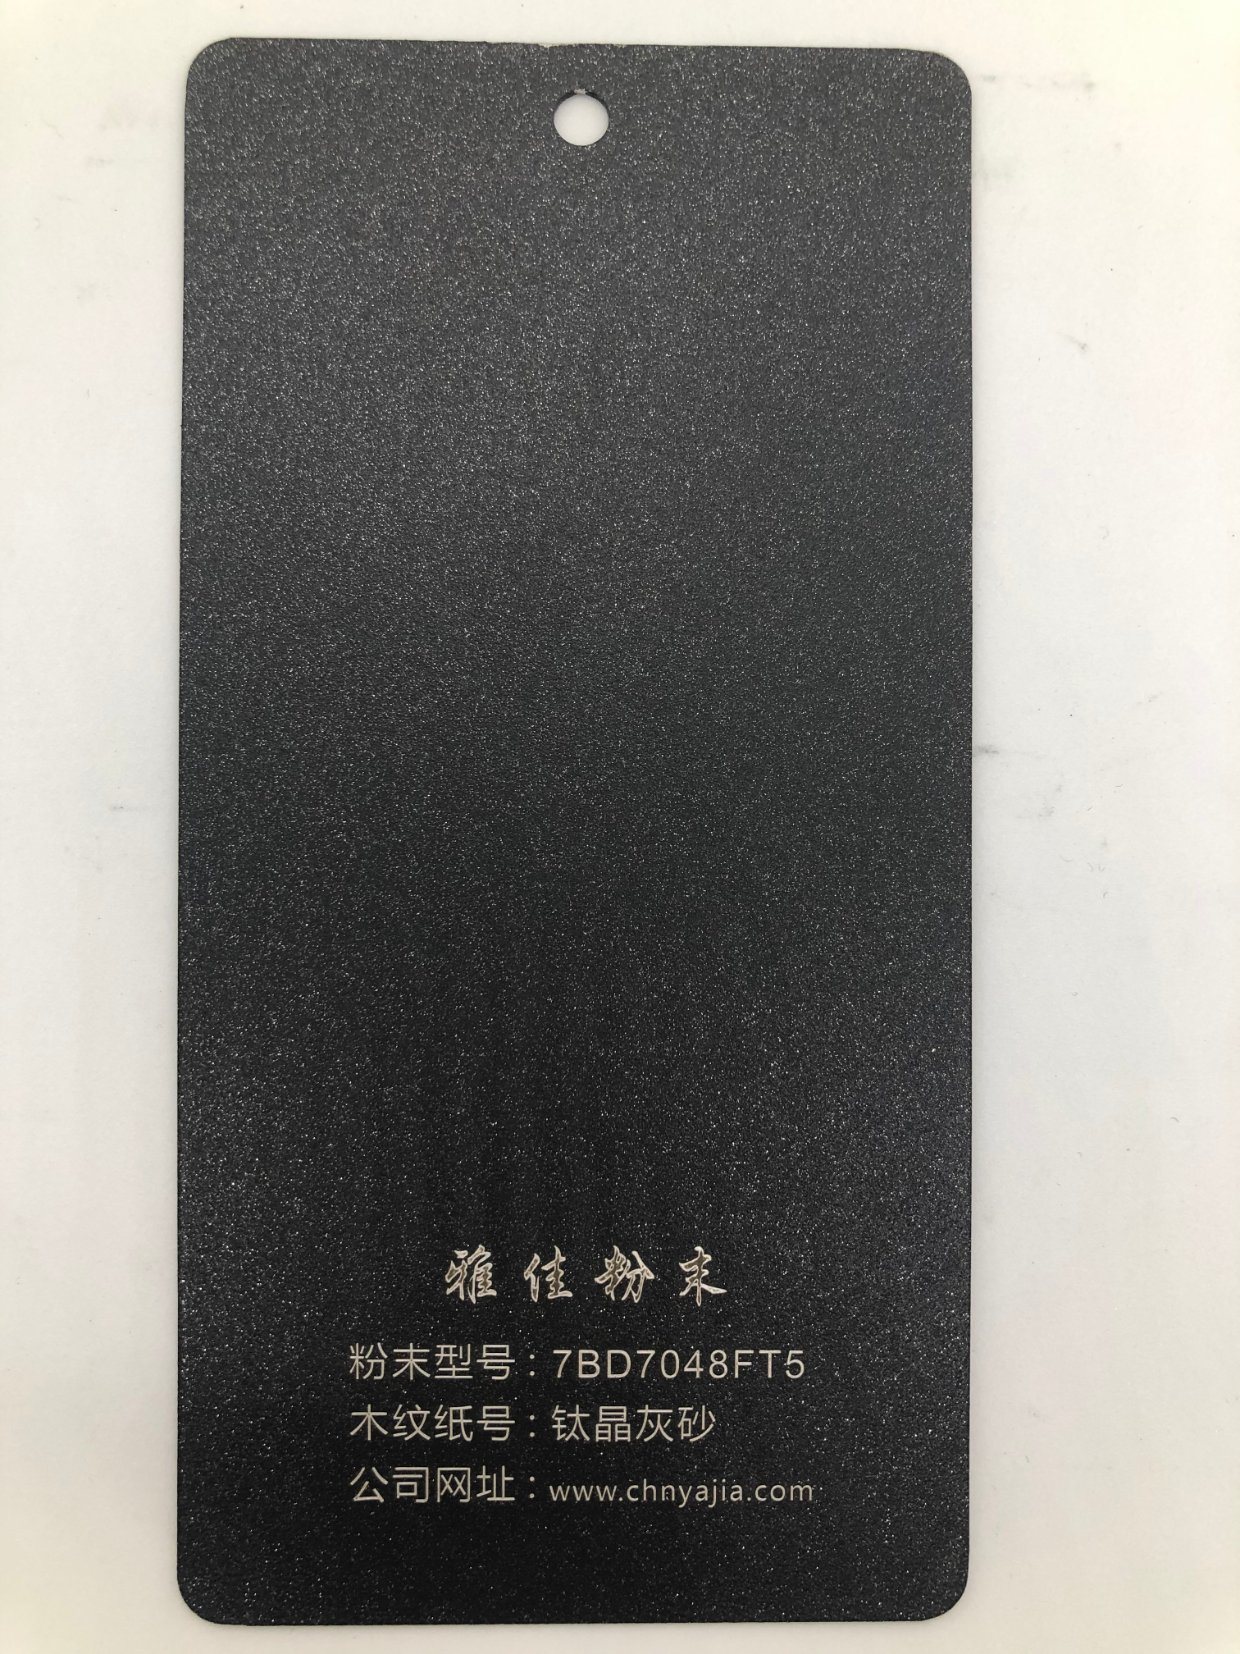 雅佳粉末
粉末型号：7BD7048FT5
木纹纸号：钛晶灰砂
公司网址：www.chnyajia.com